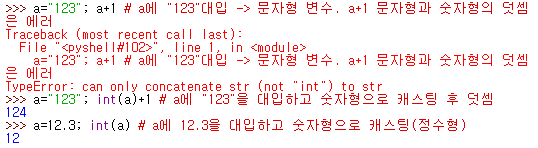 >>> a="123"; a+1 # a에 "123"대입 -> 문자형 변수. a+1 문자형과 숫자형의 덧셈
은 에러
Traceback (most recent call last):
  File "<pyshell#102>", line 1, in <module>
    a="123"; a+1 # a에 "123"대입 -> 문자형 변수. a+1 문자형과 숫자형의 덧셈
은 에러
TypeError: can only concatenate str (not "int") to str
>>> a="123"; int(a)+1 # a에 "123"을 대입하고 숫자형으로 캐스팅 후 덧셈
124
>>> a=12.3; int(a) # a에 12.3을 대입하고 숫자형으로 캐스팅(정수형)
12